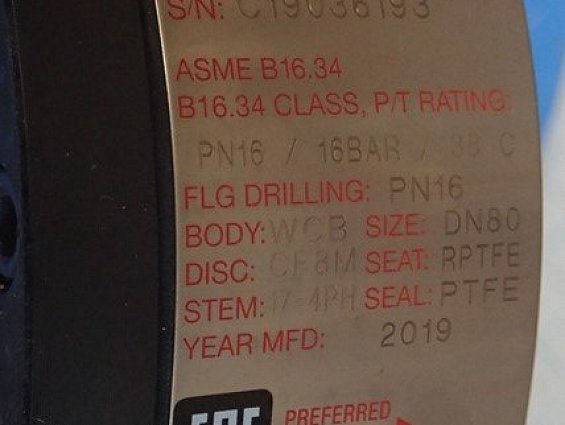 S/N: C19036193
ASME B16.34
B16.34 CLASS, P/T RATING:
PN16 / 16BAR / 38 C
FLG DRILLING: PN16
BODY: WCB SIZE: DN80
DISC: CF8M SEAT: RPTFE
STEM: 17-4PH SEAL: PTFE
YEAR MFD: 2019
PREFERRED